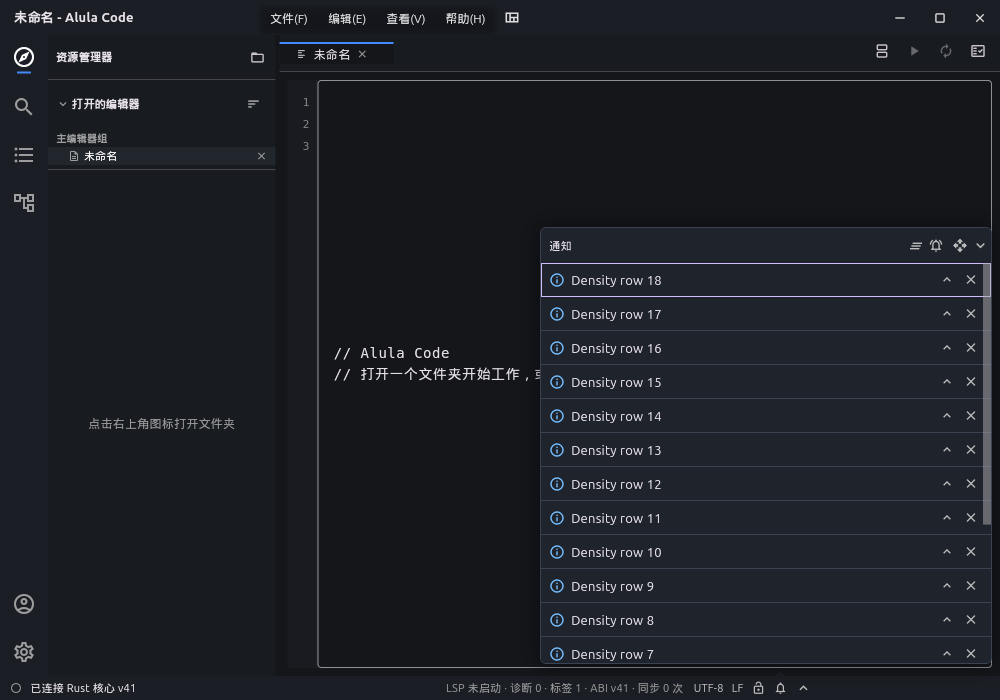 未命名 - Alula Code
文件(F) 编辑(E) 查看(V) 帮助(H)
资源管理器
打开的编辑器
主编辑器组
未命名
点击右上角图标打开文件夹
未命名
1
2
3
// Alula Code
// 打开一个文件夹开始工作，
通知
Density row 18
Density row 17
Density row 16
Density row 15
Density row 14
Density row 13
Density row 12
Density row 11
Density row 10
Density row 9
Density row 8
Density row 7
已连接 Rust 核心 v41
LSP 未启动 · 诊断 0 · 标签 1 · ABI v41 · 同步 0 次 UTF-8 LF